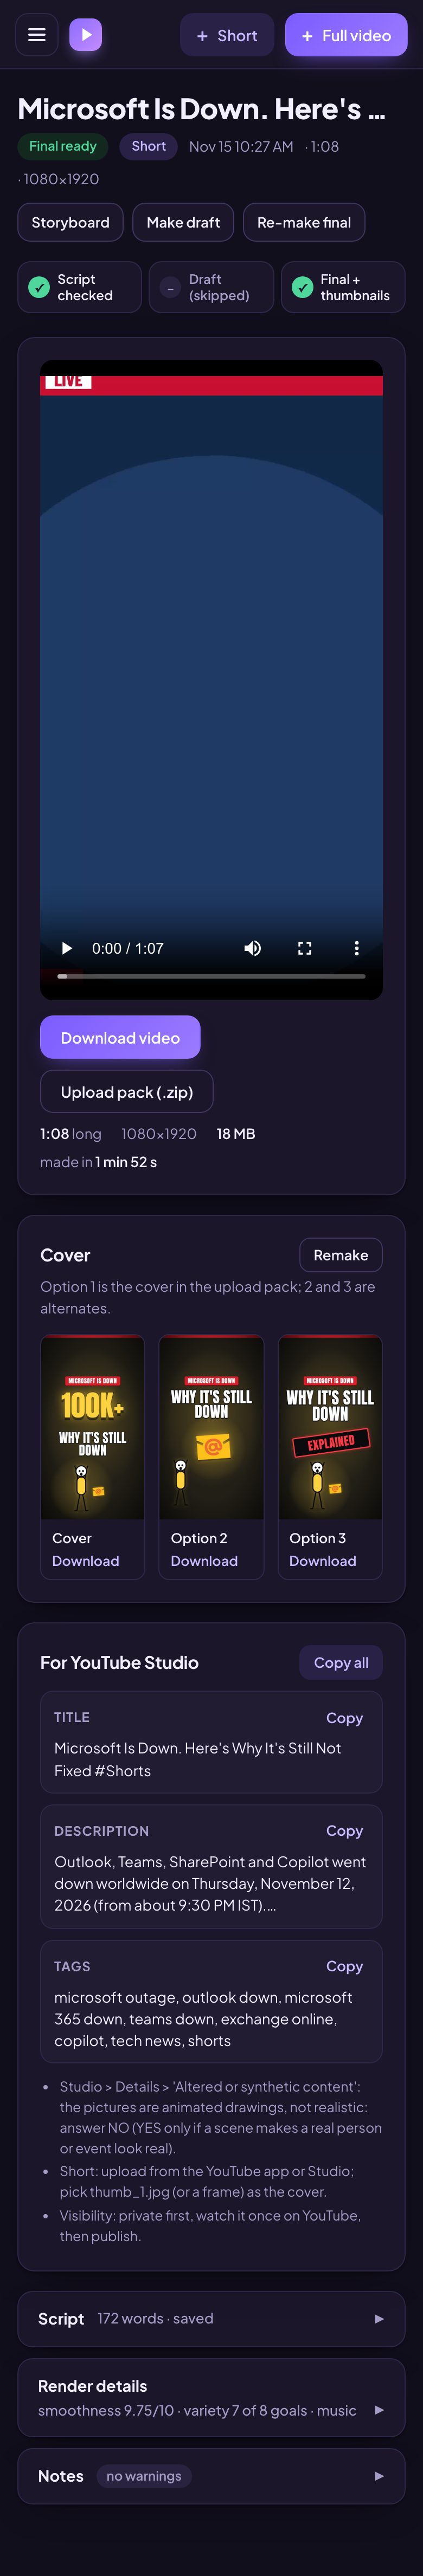 + Short
+ Full video
Microsoft Is Down. Here's ...
Final ready Short Nov 15 10:27 AM · 1:08
· 1080×1920
Storyboard Make draft Re-make final
Script
checked
Draft
(skipped)
Final +
thumbnails
LIVE
0:00 / 1:07
Download video
Upload pack (.zip)
1:08 long 1080×1920 18 MB
made in 1 min 52 s
Cover Remake
Option 1 is the cover in the upload pack; 2 and 3 are
alternates.
MICROSOFT IS DOWN
100K+
WHY IT'S STILL
DOWN
Cover
Download
MICROSOFT IS DOWN
WHY IT'S STILL
DOWN
@
Option 2
Download
MICROSOFT IS DOWN
WHY IT'S STILL
DOWN
EXPLAINED
Option 3
Download
For YouTube Studio Copy all
TITLE Copy
Microsoft Is Down. Here's Why It's Still Not
Fixed #Shorts
DESCRIPTION Copy
Outlook, Teams, SharePoint and Copilot went
down worldwide on Thursday, November 12,
2026 (from about 9:30 PM IST)....
TAGS Copy
microsoft outage, outlook down, microsoft
365 down, teams down, exchange online,
copilot, tech news, shorts
• Studio > Details > 'Altered or synthetic content':
the pictures are animated drawings, not realistic:
answer NO (YES only if a scene makes a real person
or event look real).
• Short: upload from the YouTube app or Studio;
pick thumb_1.jpg (or a frame) as the cover.
• Visibility: private first, watch it once on YouTube,
then publish.
Script 172 words · saved
Render details
smoothness 9.75/10 · variety 7 of 8 goals · music
Notes no warnings